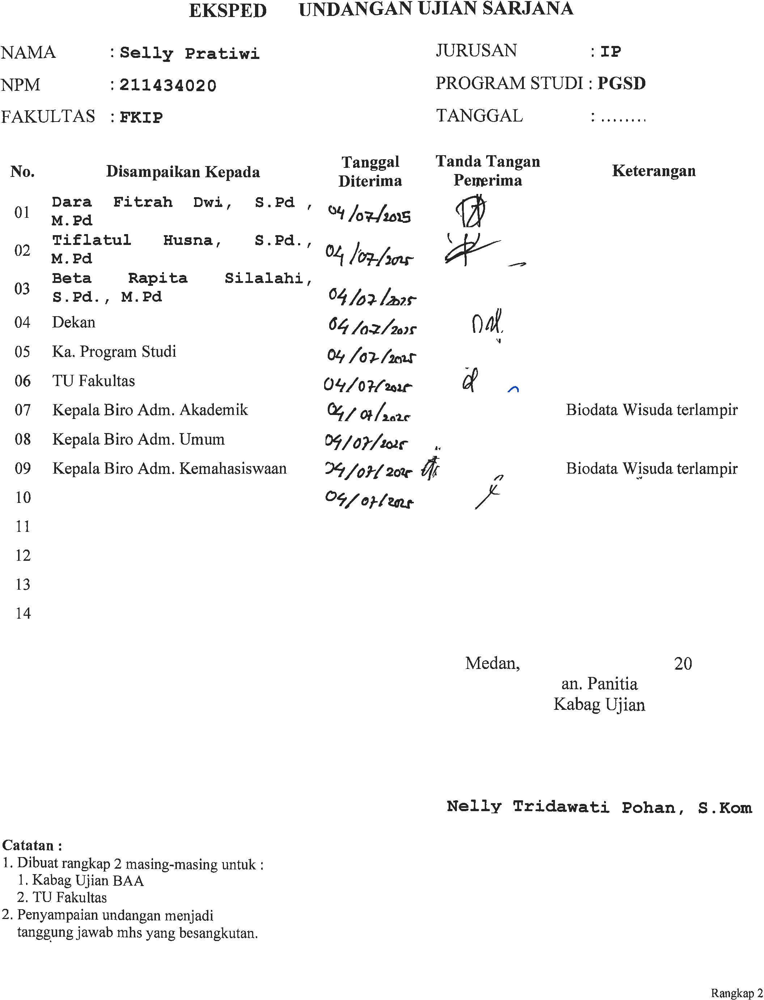 EKSPED UNDANGAN UJIAN SARJANA
NAMA : Selly Pratiwi JURUSAN : IP
NPM : 211434020 PROGRAM STUDI : PGSD
FAKULTAS : FKIP TANGGAL : ........
No. Disampaikan Kepada Tanggal Diterima Tanda Tangan Penerima Keterangan
01 Dara Fitrah Dwi, S.Pd , M.Pd 04/07/2025
02 Tiflatul Husna, S.Pd., M.Pd 04/07/2025
03 Beta Rapita Silalahi, S.Pd., M.Pd 04/07/2025
04 Dekan 04/07/2025
05 Ka. Program Studi 04/07/2025
06 TU Fakultas 04/07/2025
07 Kepala Biro Adm. Akademik 04/07/2025 Biodata Wisuda terlampir
08 Kepala Biro Adm. Umum 04/07/2025
09 Kepala Biro Adm. Kemahasiswaan 04/07/2025 Biodata Wisuda terlampir
10 04/07/2025
11
12
13
14
Medan, 20
an. Panitia
Kabag Ujian
Nelly Tridawati Pohan, S.Kom
Catatan :
1. Dibuat rangkap 2 masing-masing untuk :
1. Kabag Ujian BAA
2. TU Fakultas
2. Penyampaian undangan menjadi
tanggung jawab mhs yang besangkutan.
Rangkap 2